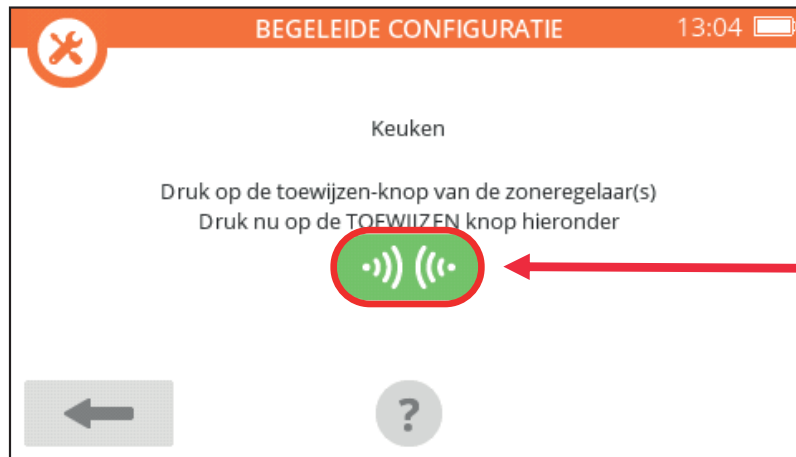 BEGELEIDE CONFIGURATIE 13:04
Keuken
Druk op de toewijzen-knop van de zoneregelaar(s)
Druk nu op de TOEWIJZEN knop hieronder
?